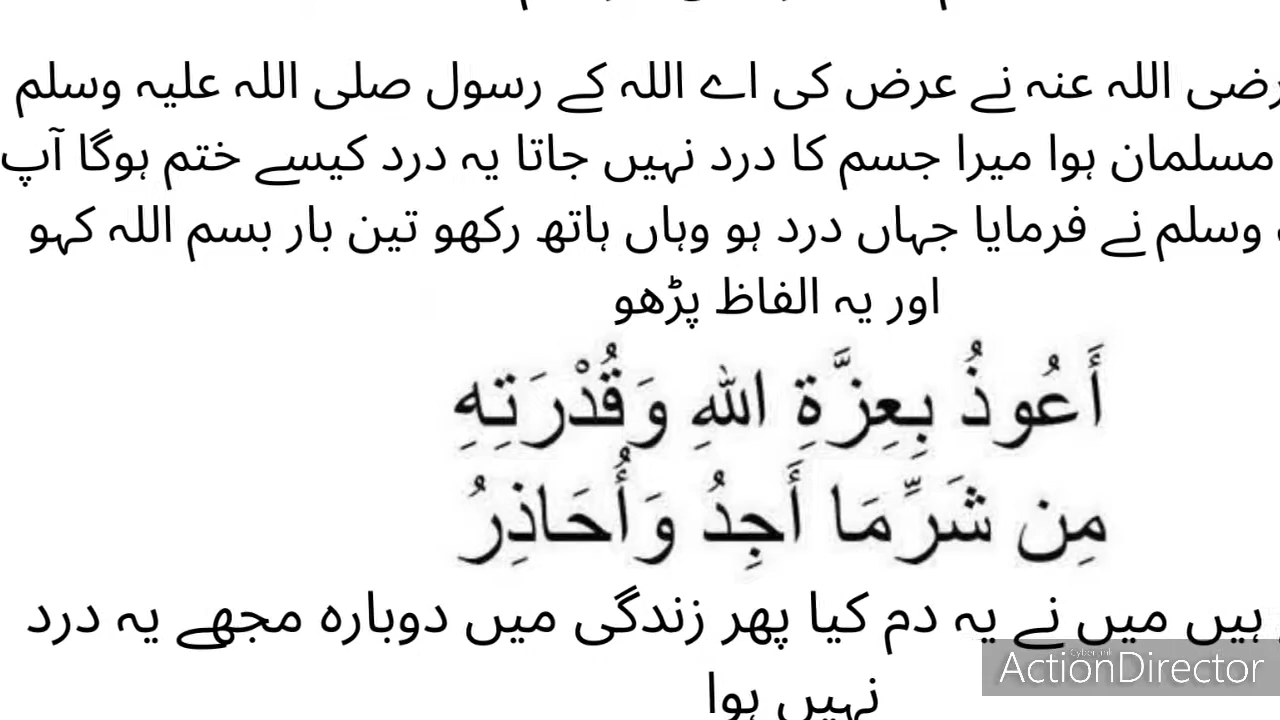 رضی اللہ عنہ نے عرض کی اے اللہ کے رسول صلی اللہ علیہ وسلم
مسلمان ہوا میرا جسم کا درد نہیں جاتا یہ درد کیسے ختم ہوگا آپ
وسلم نے فرمایا جہاں درد ہو وہاں ہاتھ رکھو تین بار بسم اللہ کہو
اور یہ الفاظ پڑھو
أَعُوذُ بِعِزَّةِ اللهِ وَقُدْرَتِهِ
مِن شَرِّ مَا أَجِدُ وَأُحَاذِرُ
ہیں میں نے یہ دم کیا پھر زندگی میں دوبارہ مجھے یہ درد
نہیں ہوا
CyberLink
ActionDirector